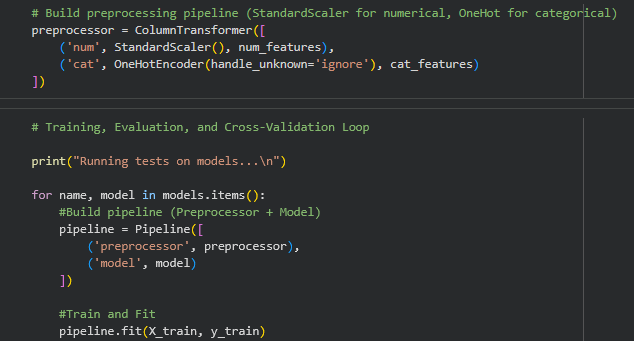 # Build preprocessing pipeline (StandardScaler for numerical, OneHot for categorical)
preprocessor = ColumnTransformer([
    ('num', StandardScaler(), num_features),
    ('cat', OneHotEncoder(handle_unknown='ignore'), cat_features)
])
# Training, Evaluation, and Cross-Validation Loop
print("Running tests on models...\n")
for name, model in models.items():
    #Build pipeline (Preprocessor + Model)
    pipeline = Pipeline([
        ('preprocessor', preprocessor),
        ('model', model)
    ])
    #Train and Fit
    pipeline.fit(X_train, y_train)